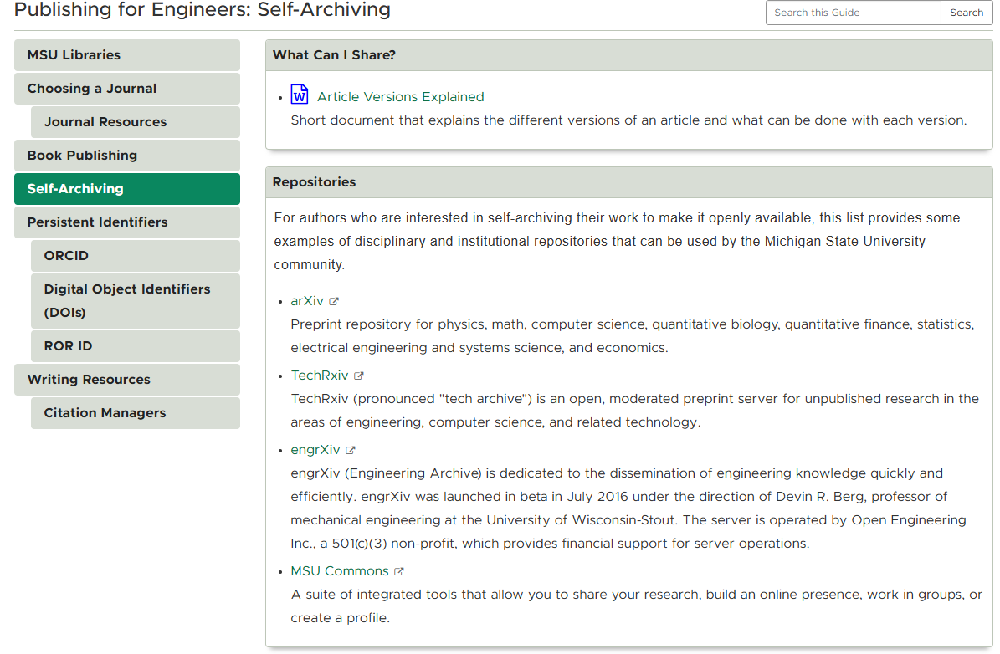 Publishing for Engineers: Self-Archiving
Search this Guide
Search
MSU Libraries
Choosing a Journal
Journal Resources
Book Publishing
Self-Archiving
Persistent Identifiers
ORCID
Digital Object Identifiers
(DOIs)
ROR ID
Writing Resources
Citation Managers
What Can I Share?
W
Article Versions Explained
Short document that explains the different versions of an article and what can be done with each version.
Repositories
For authors who are interested in self-archiving their work to make it openly available, this list provides some
examples of disciplinary and institutional repositories that can be used by the Michigan State University
community.
arXiv
Preprint repository for physics, math, computer science, quantitative biology, quantitative finance, statistics,
electrical engineering and systems science, and economics.
TechRxiv
TechRxiv (pronounced "tech archive") is an open, moderated preprint server for unpublished research in the
areas of engineering, computer science, and related technology.
engrXiv
engrXiv (Engineering Archive) is dedicated to the dissemination of engineering knowledge quickly and
efficiently. engrXiv was launched in beta in July 2016 under the direction of Devin R. Berg, professor of
mechanical engineering at the University of Wisconsin-Stout. The server is operated by Open Engineering
Inc., a 501(c)(3) non-profit, which provides financial support for server operations.
MSU Commons
A suite of integrated tools that allow you to share your research, build an online presence, work in groups, or
create a profile.